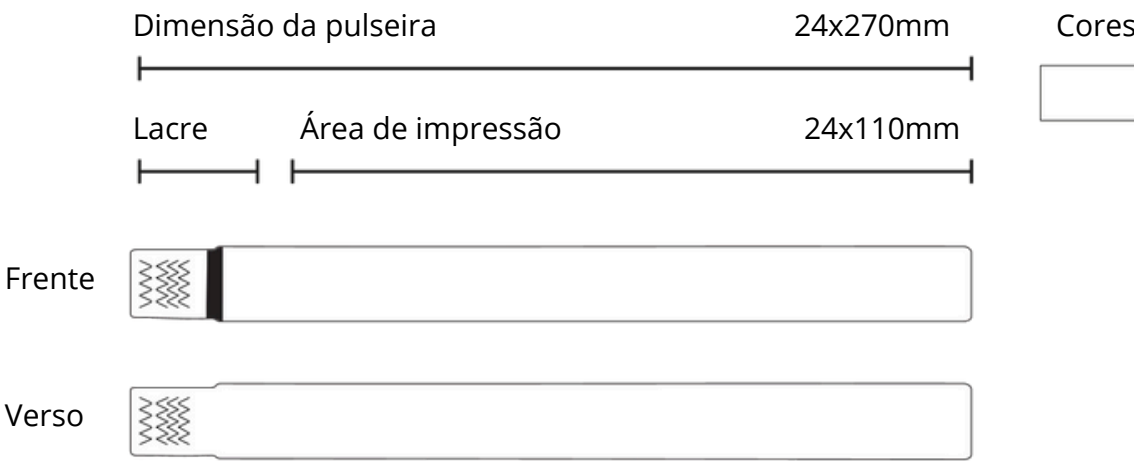 Dimensão da pulseira 24x270mm Cores
Lacre Área de impressão 24x110mm
Frente
Verso